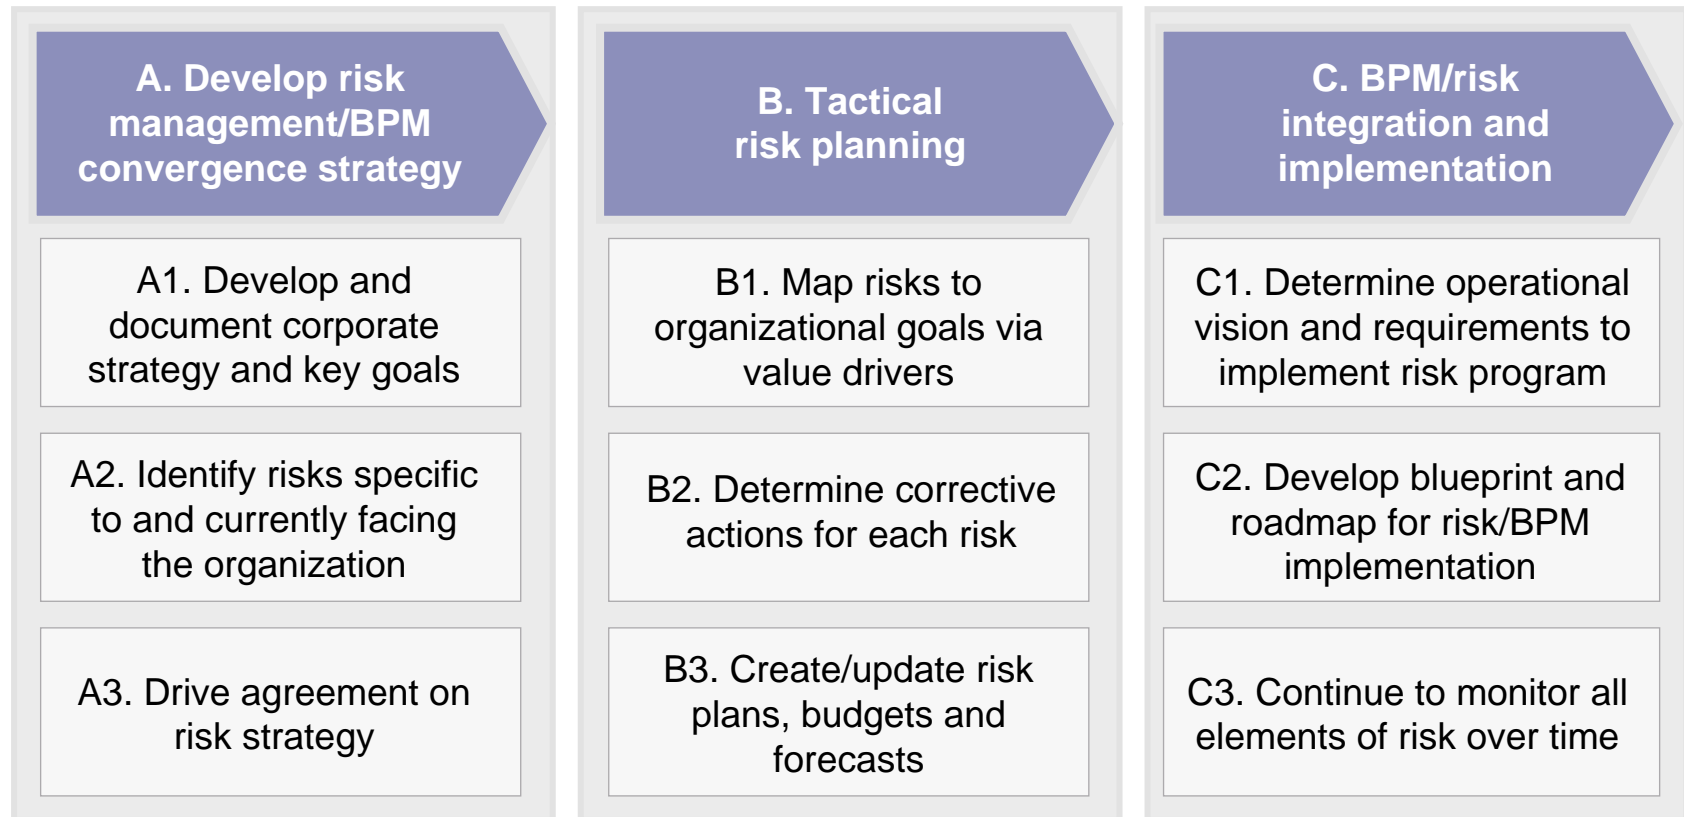 A. Develop risk
management/BPM
convergence strategy
A1. Develop and
document corporate
strategy and key goals
A2. Identify risks specific
to and currently facing
the organization
A3. Drive agreement on
risk strategy
B. Tactical
risk planning
B1. Map risks to
organizational goals via
value drivers
B2. Determine corrective
actions for each risk
B3. Create/update risk
plans, budgets and
forecasts
C. BPM/risk
integration and
implementation
C1. Determine operational
vision and requirements to
implement risk program
C2. Develop blueprint and
roadmap for risk/BPM
implementation
C3. Continue to monitor all
elements of risk over time